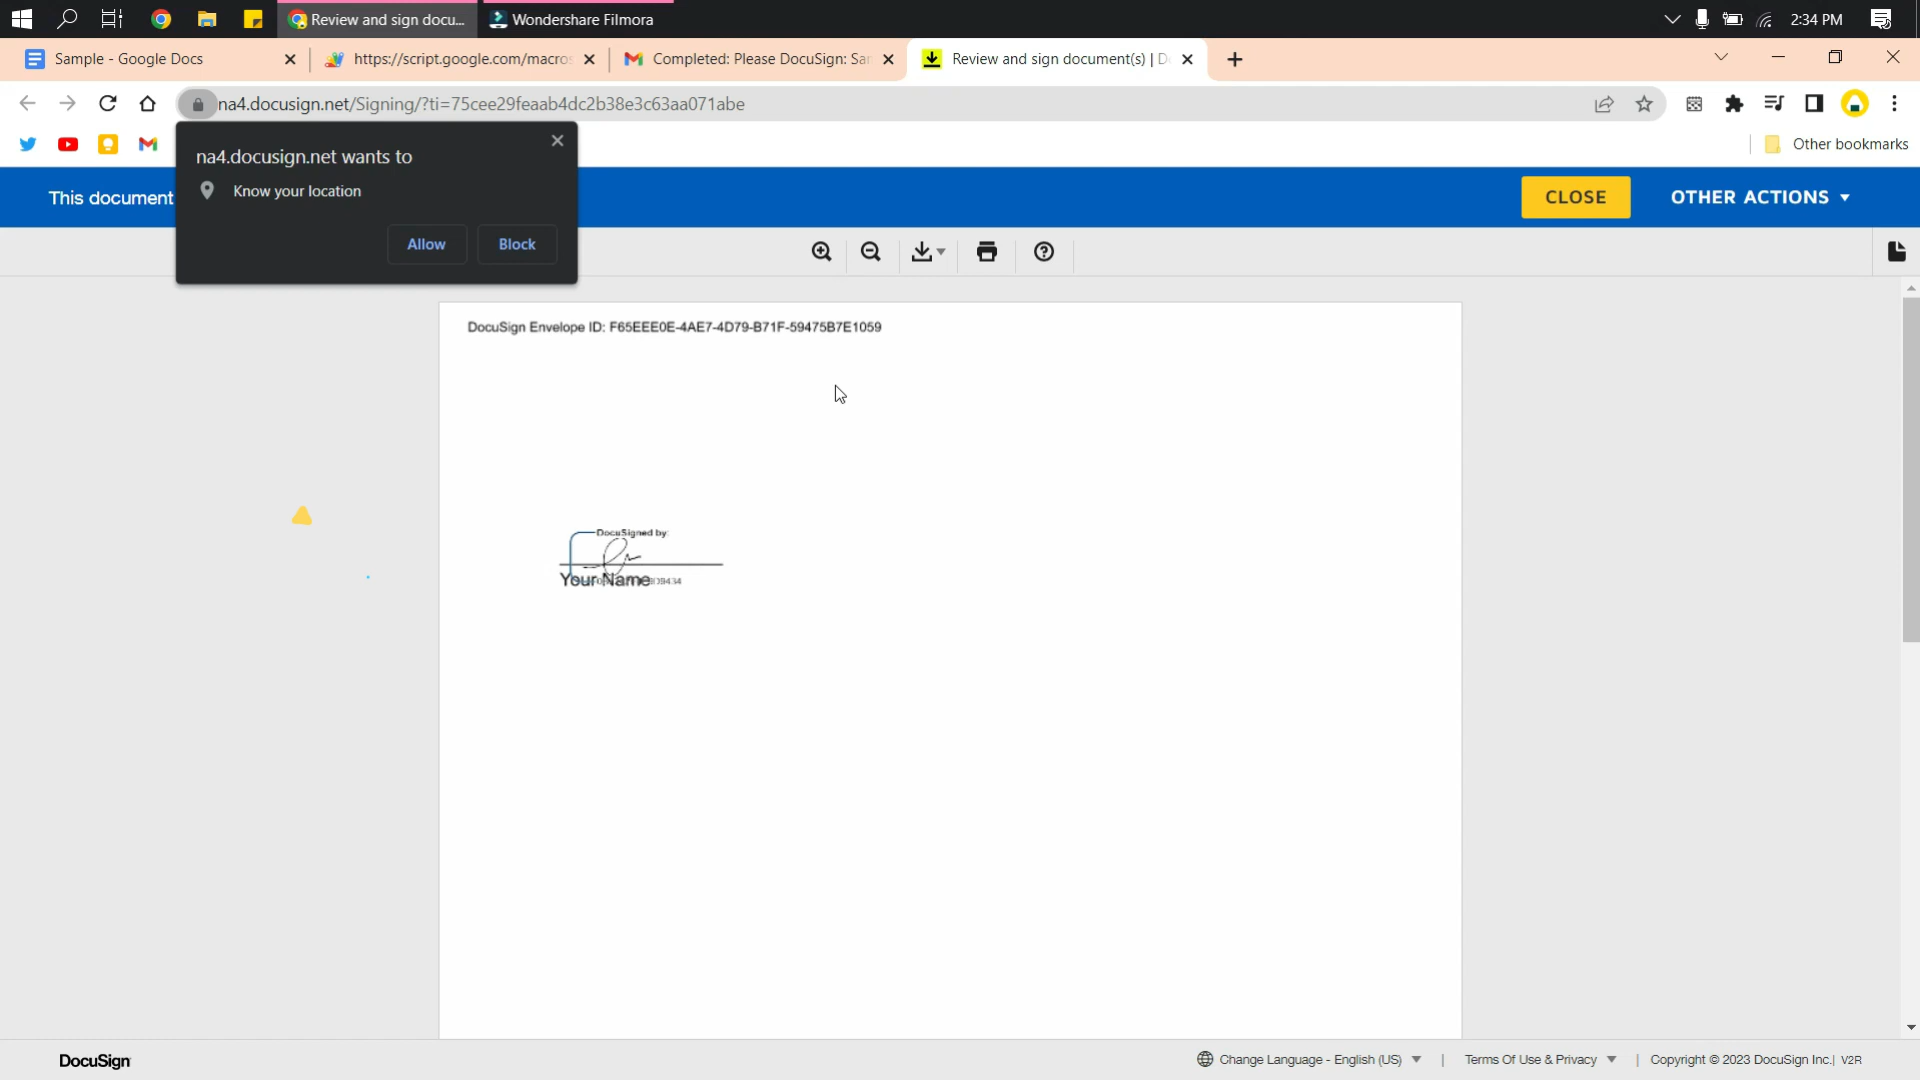 Review and sign docu...
Wondershare Filmora
2:34 PM
Sample - Google Docs
https://script.google.com/macros
Completed: Please DocuSign: Sa
Review and sign document(s) | D
na4.docusign.net/Signing/?ti=75cee29feaab4dc2b38e3c63aa071abe
Other bookmarks
na4.docusign.net wants to
Know your location
Allow
Block
This document
CLOSE
OTHER ACTIONS
DocuSign Envelope ID: F65EEE0E-4AE7-4D79-B71F-59475B7E1059
DocuSigned by:
Your Name
DocuSign
Change Language - English (US)
Terms Of Use & Privacy
Copyright © 2023 DocuSign Inc. | V2R